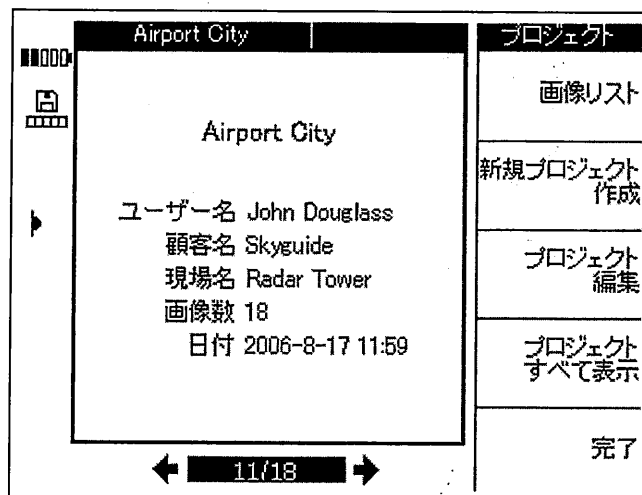 Airport City
プロジェクト
Airport City
ユーザー名 John Douglass
顧客名 Skyguide
現場名 Radar Tower
画像数 18
日付 2006-8-17 11:59
11/18
画像リスト
新規プロジェクト
作成
プロジェクト
編集
プロジェクト
すべて表示
完了